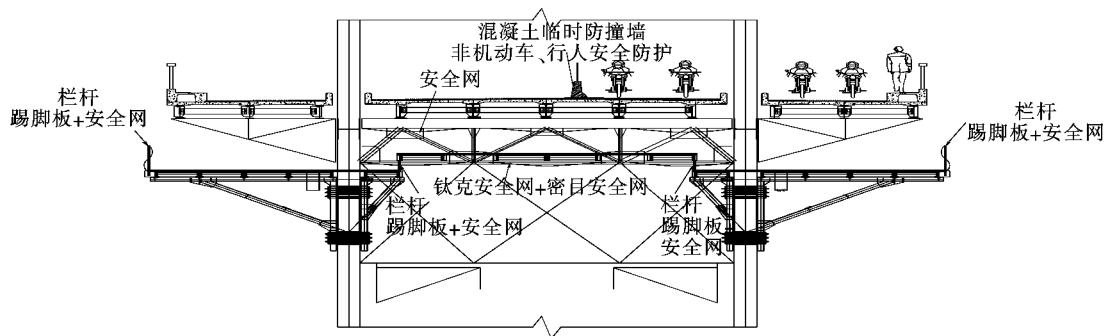 混凝土临时防撞墙
非机动车、行人安全防护
安全网
栏杆
踢脚板+安全网
栏杆
踢脚板+安全网
钛克安全网+密目安全网
栏杆
踢脚板+安全网
栏杆
踢脚板
安全网